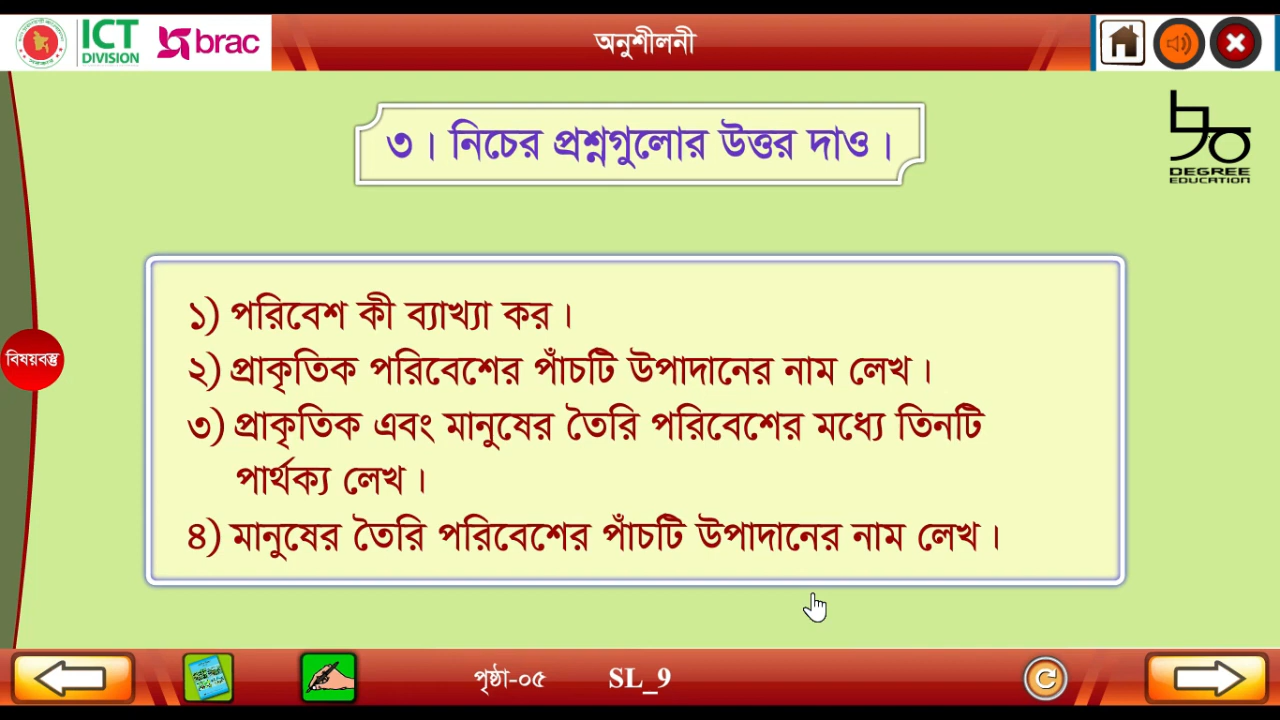 ICT
DIVISION
brac
অনুশীলনী
৩। নিচের প্রশ্নগুলোর উত্তর দাও।
DEGREE
EDUCATION
১) পরিবেশ কী ব্যাখ্যা কর।
২) প্রাকৃতিক পরিবেশের পাঁচটি উপাদানের নাম লেখ।
৩) প্রাকৃতিক এবং মানুষের তৈরি পরিবেশের মধ্যে তিনটি
পার্থক্য লেখ।
৪) মানুষের তৈরি পরিবেশের পাঁচটি উপাদানের নাম লেখ।
বিষয়বস্তু
পৃষ্ঠা-০৫
SL_9